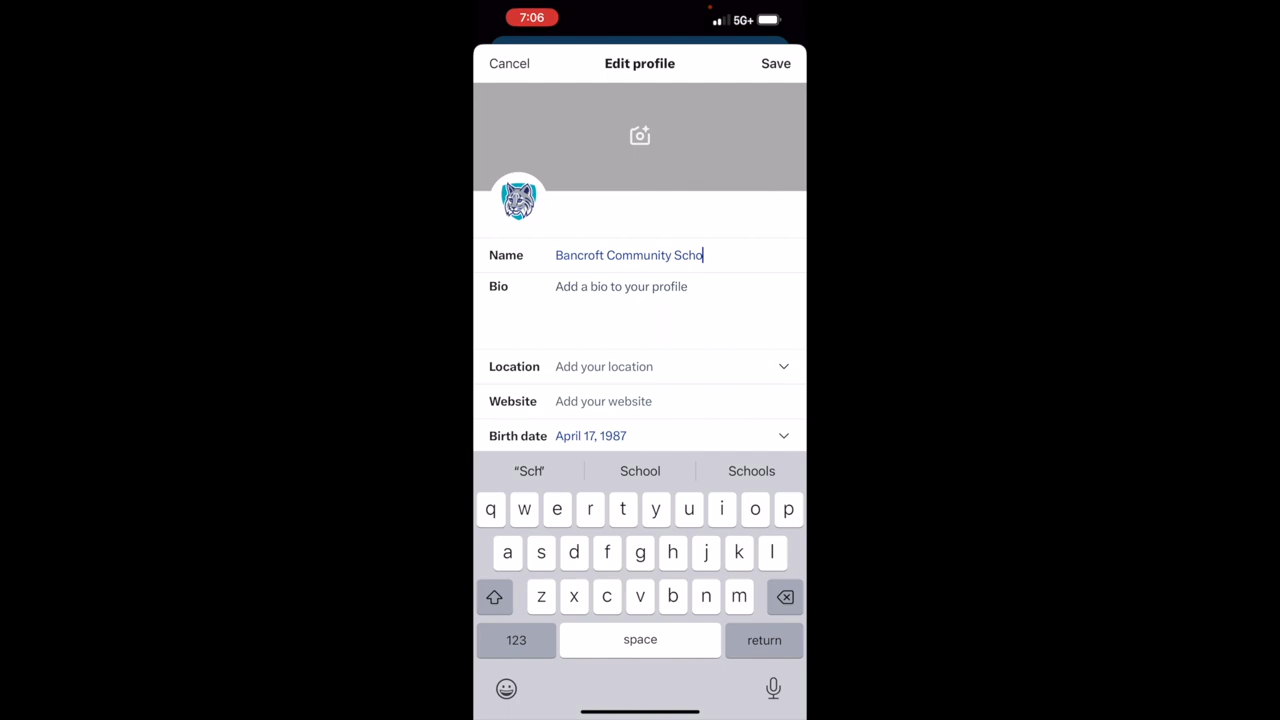 7:06
5G+
Cancel Edit profile Save
Name Bancroft Community Scho
Bio Add a bio to your profile
Location Add your location
Website Add your website
Birth date April 17, 1987
“Sch” School Schools
q w e r t y u i o p
a s d f g h j k l
z x c v b n m
123 space return